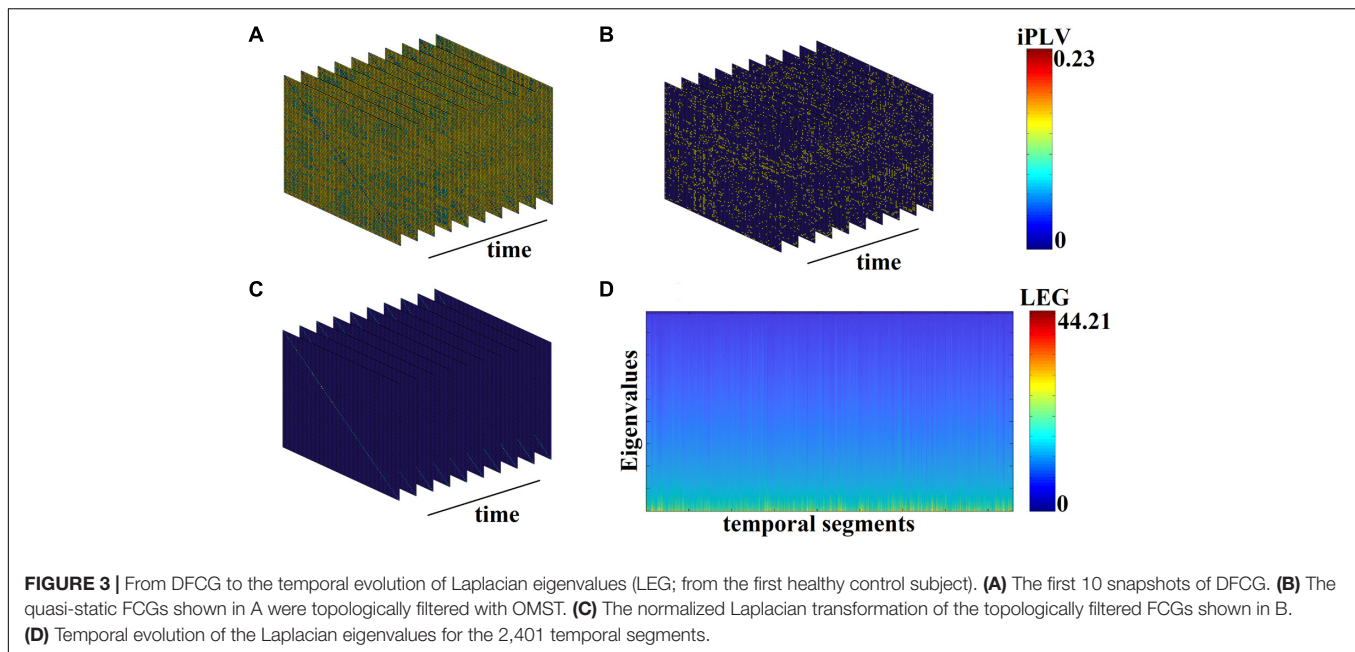 A
B
iPLV
0.23
0
time
time
C
D
LEG
44.21
0
Eigenvalues
time
temporal segments
FIGURE 3 | From DFCG to the temporal evolution of Laplacian eigenvalues (LEG; from the first healthy control subject). (A) The first 10 snapshots of DFCG. (B) The
quasi-static FCGs shown in A were topologically filtered with OMST. (C) The normalized Laplacian transformation of the topologically filtered FCGs shown in B.
(D) Temporal evolution of the Laplacian eigenvalues for the 2,401 temporal segments.